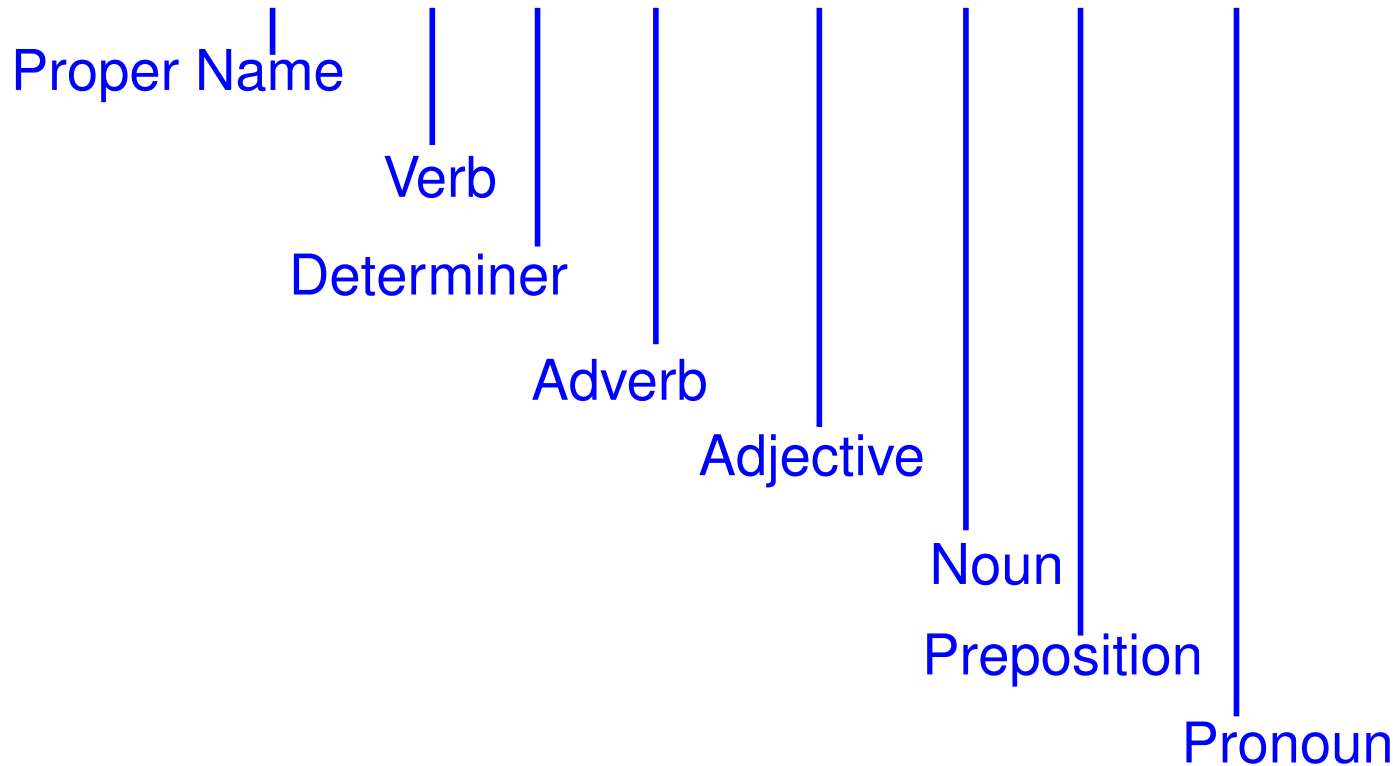 Proper Name
Verb
Determiner
Adverb
Adjective
Noun
Preposition
Pronoun